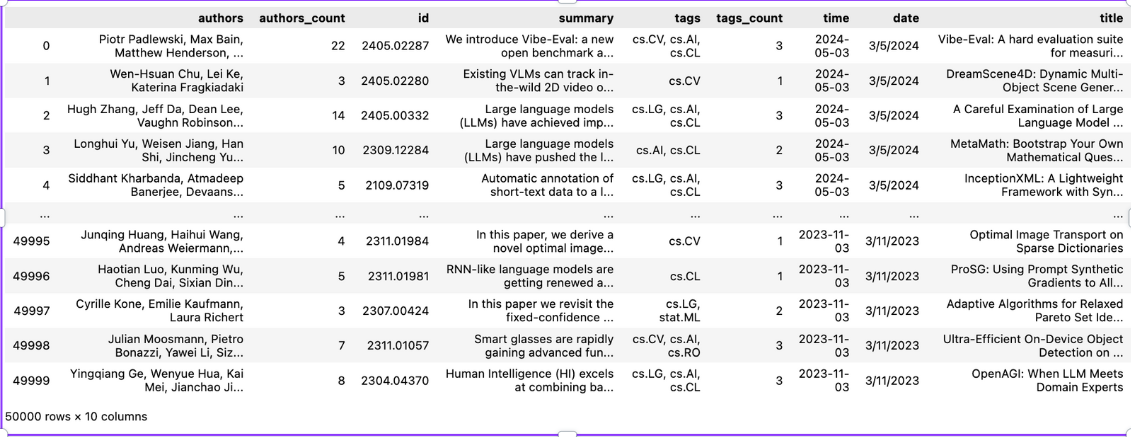 authors authors_count id summary tags tags_count time date title
0 Piotr Padlewski, Max Bain, Matthew Henderson, ... 22 2405.02287 We introduce Vibe-Eval: a new open benchmark a... cs.CV, cs.AI, cs.CL 3 2024-05-03 3/5/2024 Vibe-Eval: A hard evaluation suite for measuri...
1 Wen-Hsuan Chu, Lei Ke, Katerina Fragkiadaki 3 2405.02280 Existing VLMs can track in-the-wild 2D video o... cs.CV 1 2024-05-03 3/5/2024 DreamScene4D: Dynamic Multi-Object Scene Gener...
2 Hugh Zhang, Jeff Da, Dean Lee, Vaughn Robinson... 14 2405.00332 Large language models (LLMs) have achieved imp... cs.LG, cs.AI, cs.CL 3 2024-05-03 3/5/2024 A Careful Examination of Large Language Model ...
3 Longhui Yu, Weisen Jiang, Han Shi, Jincheng Yu... 10 2309.12284 Large language models (LLMs) have pushed the l... cs.AI, cs.CL 2 2024-05-03 3/5/2024 MetaMath: Bootstrap Your Own Mathematical Ques...
4 Siddhant Kharbanda, Atmadeep Banerjee, Devaans... 5 2109.07319 Automatic annotation of short-text data to a l... cs.LG, cs.AI, cs.CL 3 2024-05-03 3/5/2024 InceptionXML: A Lightweight Framework with Syn...
... ... ... ... ... ... ... ... ... ...
49995 Junqing Huang, Haihui Wang, Andreas Weiermann,... 4 2311.01984 In this paper, we derive a novel optimal image... cs.CV 1 2023-11-03 3/11/2023 Optimal Image Transport on Sparse Dictionaries
49996 Haotian Luo, Kunming Wu, Cheng Dai, Sixian Din... 5 2311.01981 RNN-like language models are getting renewed a... cs.CL 1 2023-11-03 3/11/2023 ProSG: Using Prompt Synthetic Gradients to All...
49997 Cyrille Kone, Emilie Kaufmann, Laura Richert 3 2307.00424 In this paper we revisit the fixed-confidence ... cs.LG, stat.ML 2 2023-11-03 3/11/2023 Adaptive Algorithms for Relaxed Pareto Set Ide...
49998 Julian Moosmann, Pietro Bonazzi, Yawei Li, Siz... 7 2311.01057 Smart glasses are rapidly gaining advanced fun... cs.CV, cs.AI, cs.RO 3 2023-11-03 3/11/2023 Ultra-Efficient On-Device Object Detection on ...
49999 Yingqiang Ge, Wenyue Hua, Kai Mei, Jianchao Ji... 8 2304.04370 Human Intelligence (HI) excels at combining ba... cs.LG, cs.AI, cs.CL 3 2023-11-03 3/11/2023 OpenAGI: When LLM Meets Domain Experts
50000 rows × 10 columns